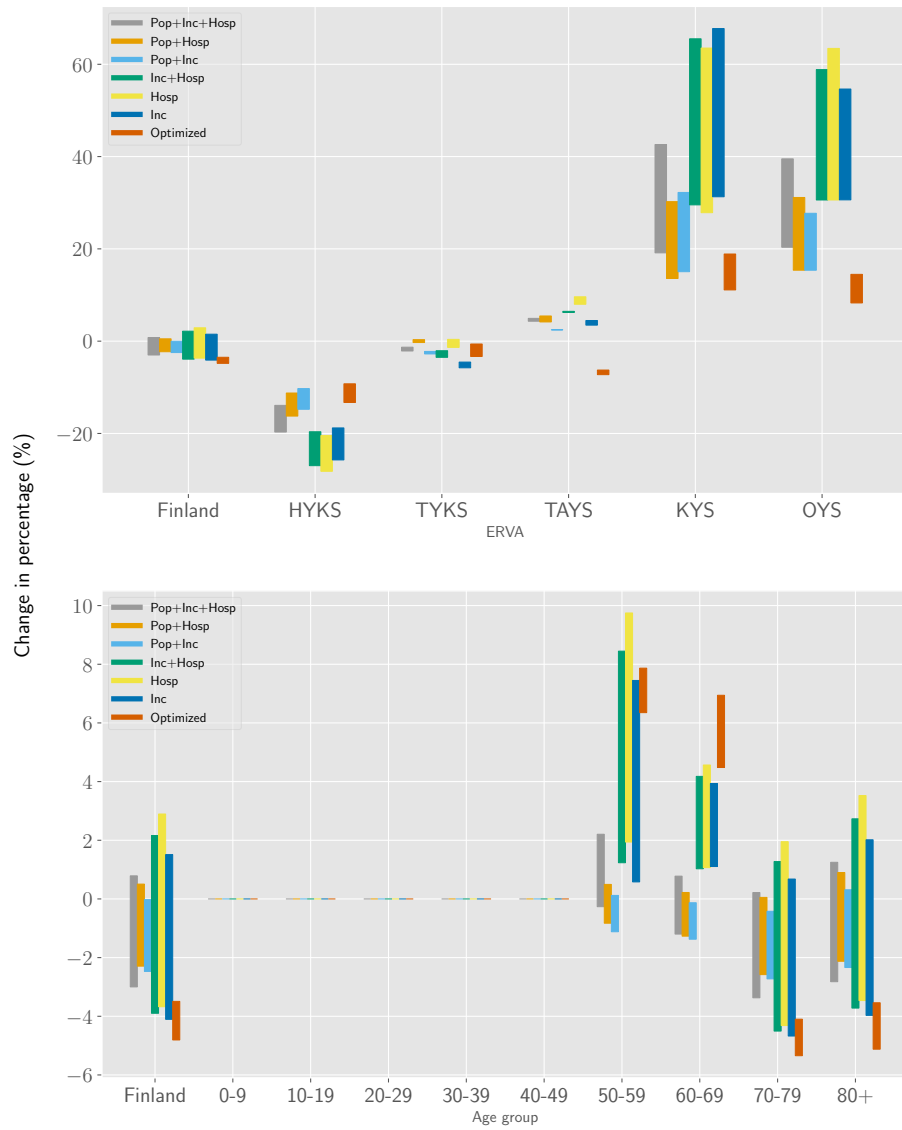 Change in percentage (%)
Pop+Inc+Hosp
Pop+Hosp
Pop+Inc
Inc+Hosp
Hosp
Inc
Optimized
60
40
20
0
−20
Finland HYKS TYKS TAYS KYS OYS
ERVA
Pop+Inc+Hosp
Pop+Hosp
Pop+Inc
Inc+Hosp
Hosp
Inc
Optimized
10
8
6
4
2
0
−2
−4
−6
Finland 0-9 10-19 20-29 30-39 40-49 50-59 60-69 70-79 80+
Age group